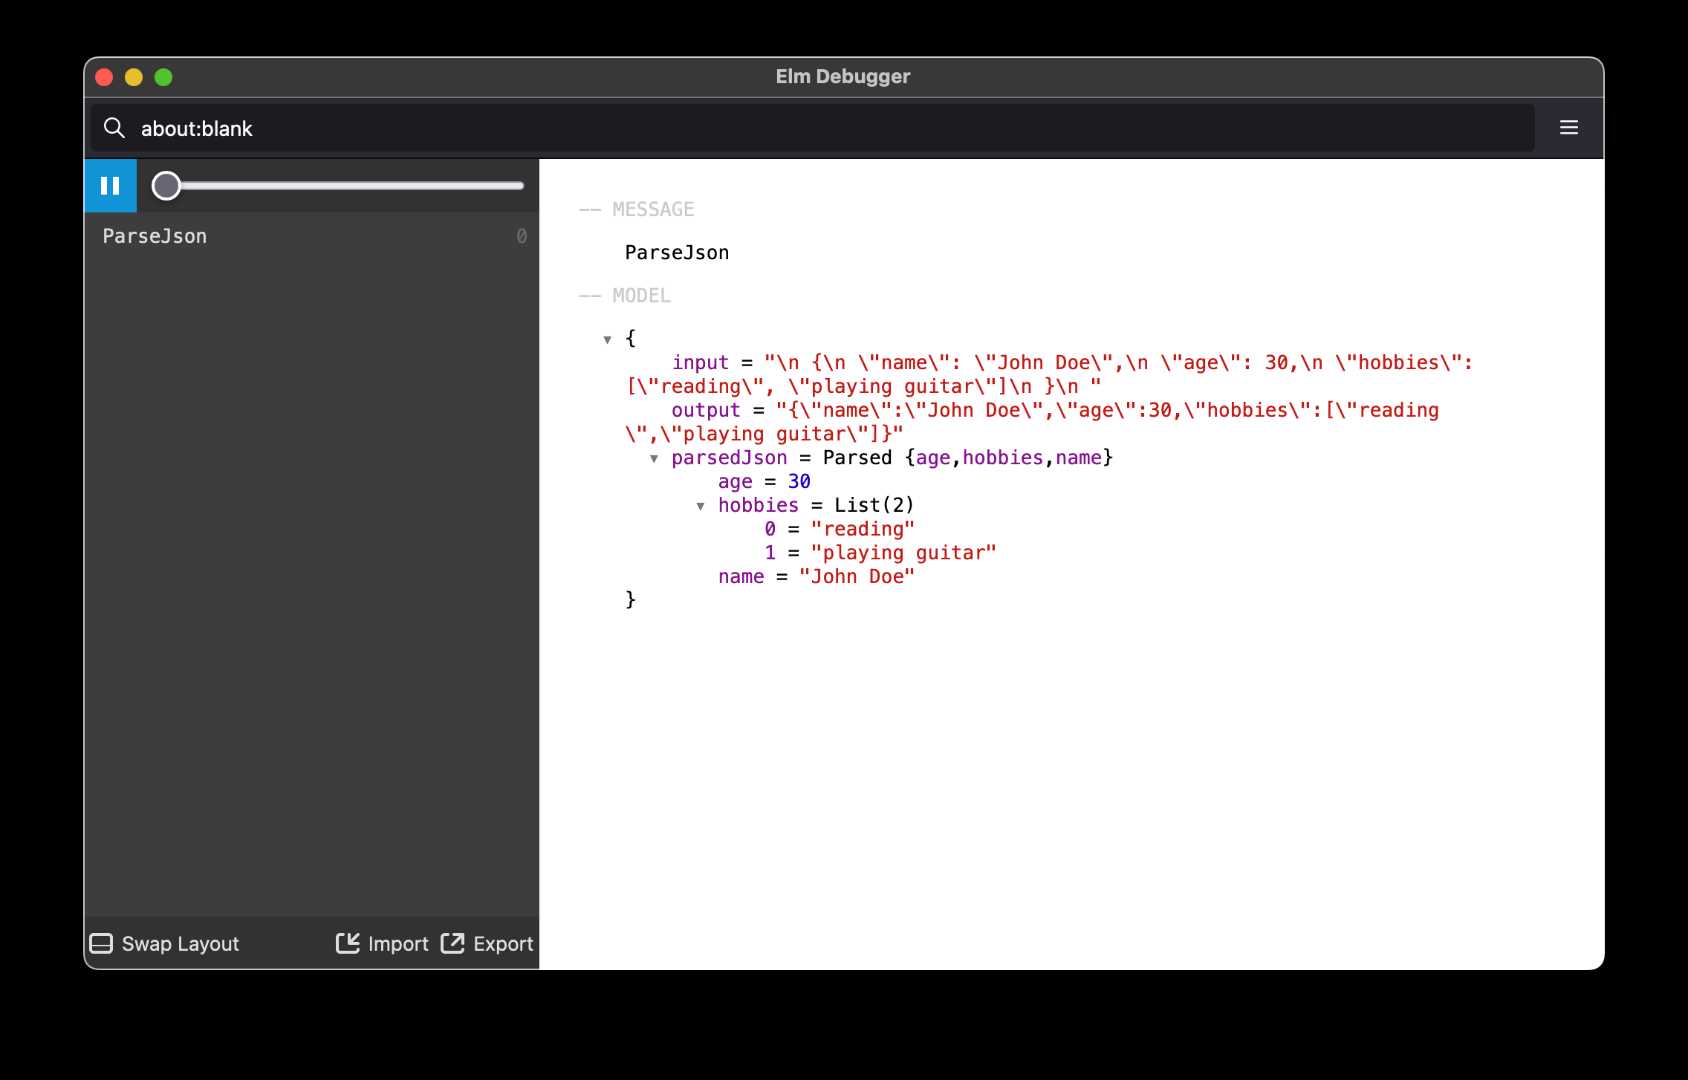 Elm Debugger
about:blank
ParseJson 0
-- MESSAGE
ParseJson
-- MODEL
{
input = "\n {\n \"name\": \"John Doe\",\n \"age\": 30,\n \"hobbies\":
[\"reading\", \"playing guitar\"]\n }\n "
output = "{\"name\":\"John Doe\",\"age\":30,\"hobbies\":[\"reading
\",\"playing guitar\"]}"
parsedJson = Parsed {age,hobbies,name}
age = 30
hobbies = List(2)
0 = "reading"
1 = "playing guitar"
name = "John Doe"
}
Swap Layout Import Export